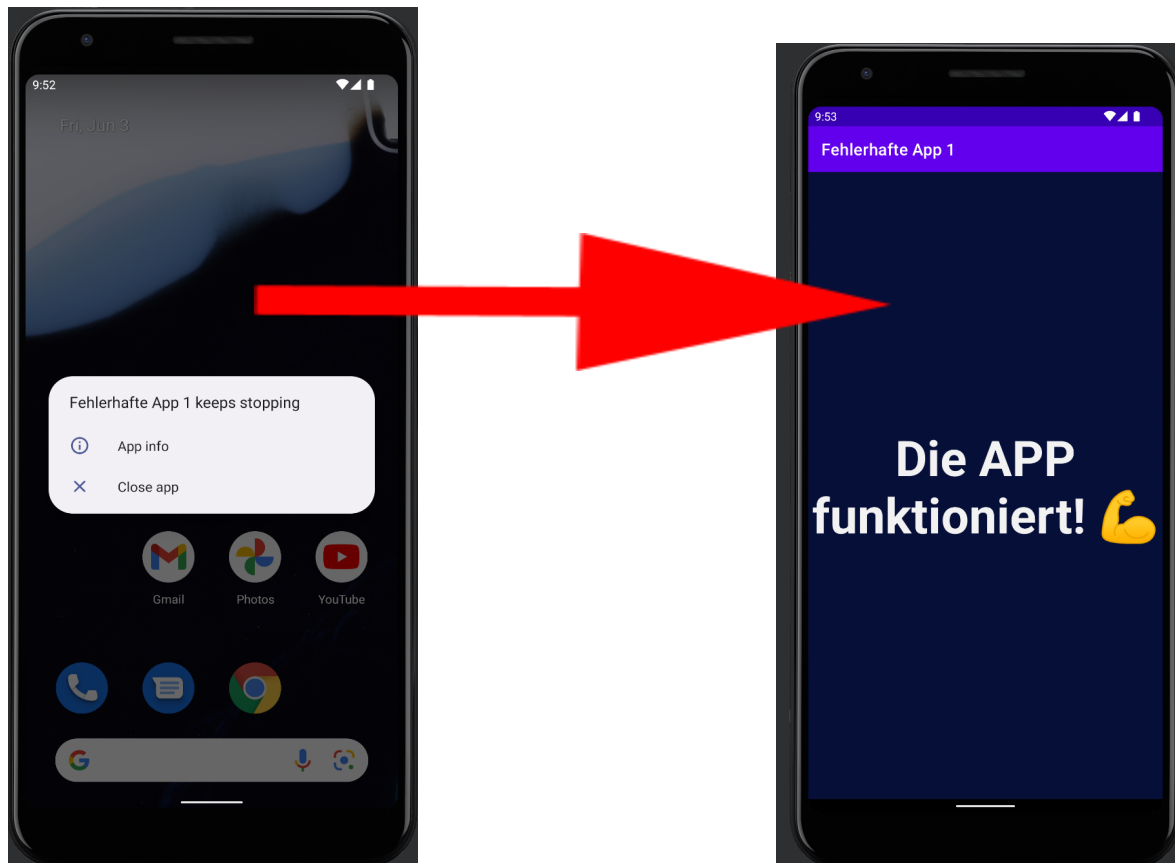 9:52
Fri, Jun 3
Fehlerhafte App 1 keeps stopping
App info
Close app
Gmail
Photos
YouTube
9:53
Fehlerhafte App 1
Die APP
funktioniert! 💪